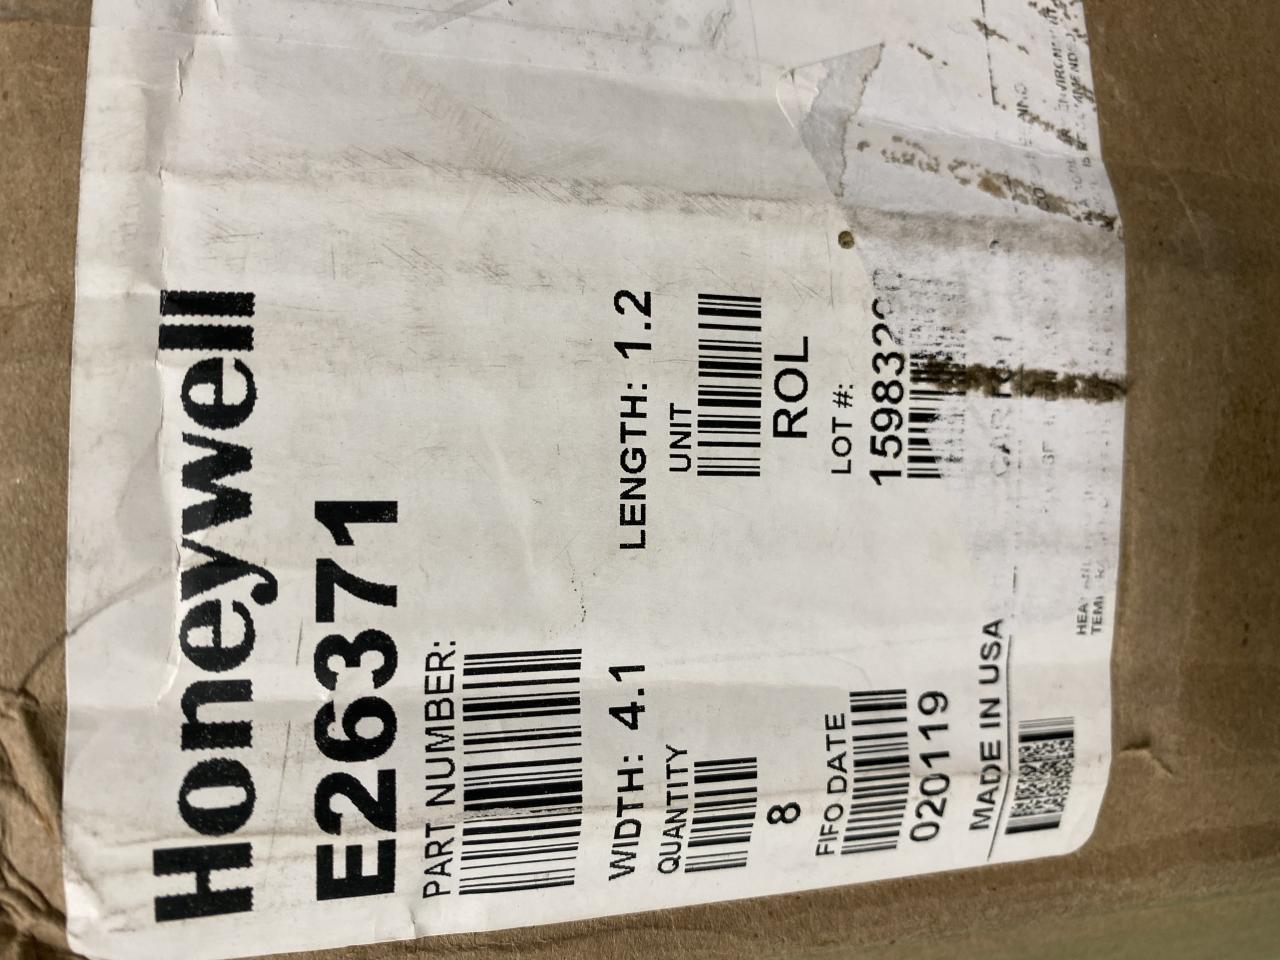 Honeywell
E26371
PART NUMBER:
WIDTH: 4.1 LENGTH: 1.2
QUANTITY UNIT
8 ROL
FIFO DATE LOT #:
020119
MADE IN USA